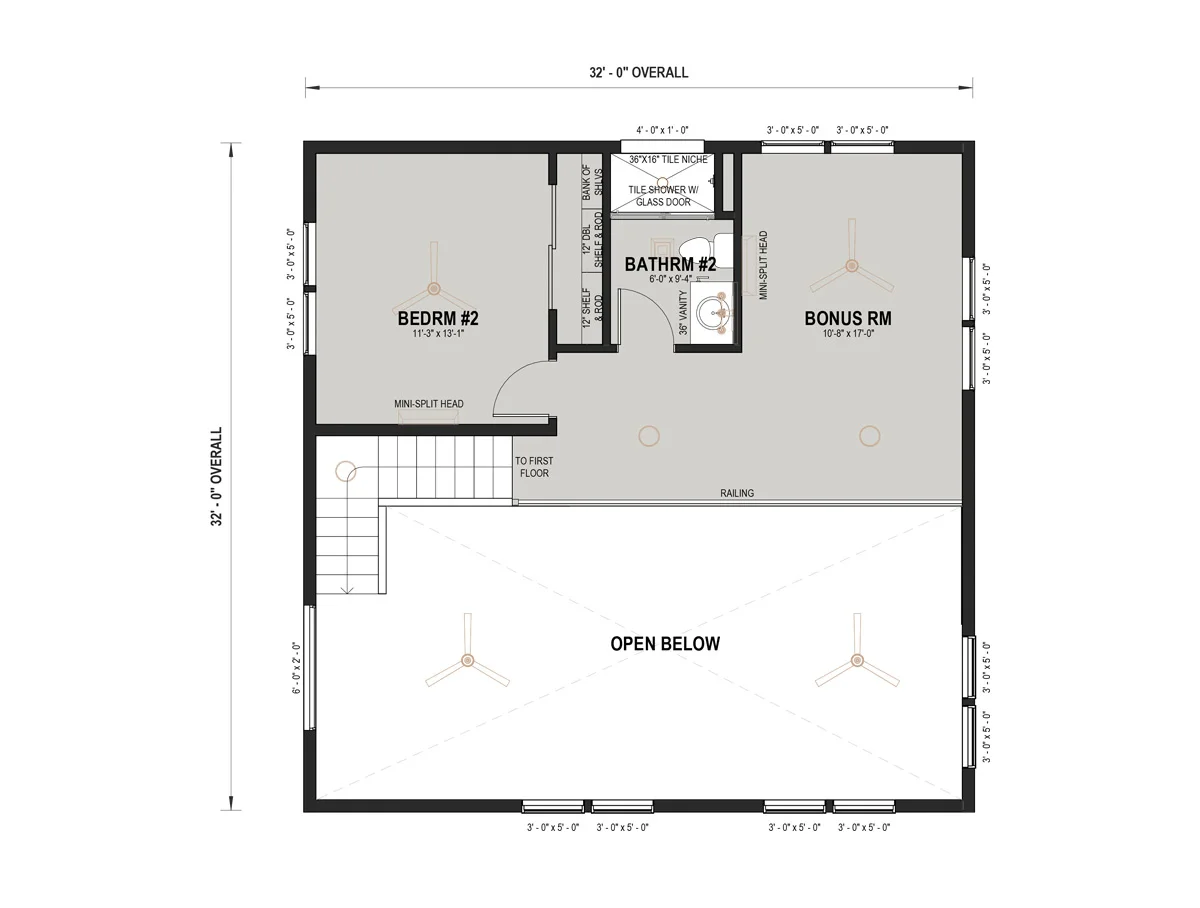 32' - 0" OVERALL
4' - 0" x 1' - 0"
3' - 0" x 5' - 0"
3' - 0" x 5' - 0"
36"X16" TILE NICHE
TILE SHOWER W/
GLASS DOOR
BANK OF
SHLVS
12" DBL
SHELF & ROD
12" SHELF
& ROD
3' - 0" x 5' - 0"
3' - 0" x 5' - 0"
BATHRM #2
6'-0" x 9'-4"
36" VANITY
MINI-SPLIT HEAD
3' - 0" x 5' - 0"
3' - 0" x 5' - 0"
BEDRM #2
11'-3" x 13'-1"
BONUS RM
10'-8" x 17'-0"
MINI-SPLIT HEAD
32' - 0" OVERALL
TO FIRST
FLOOR
RAILING
OPEN BELOW
6' - 0" x 2' - 0"
3' - 0" x 5' - 0"
3' - 0" x 5' - 0"
3' - 0" x 5' - 0"
3' - 0" x 5' - 0"
3' - 0" x 5' - 0"
3' - 0" x 5' - 0"